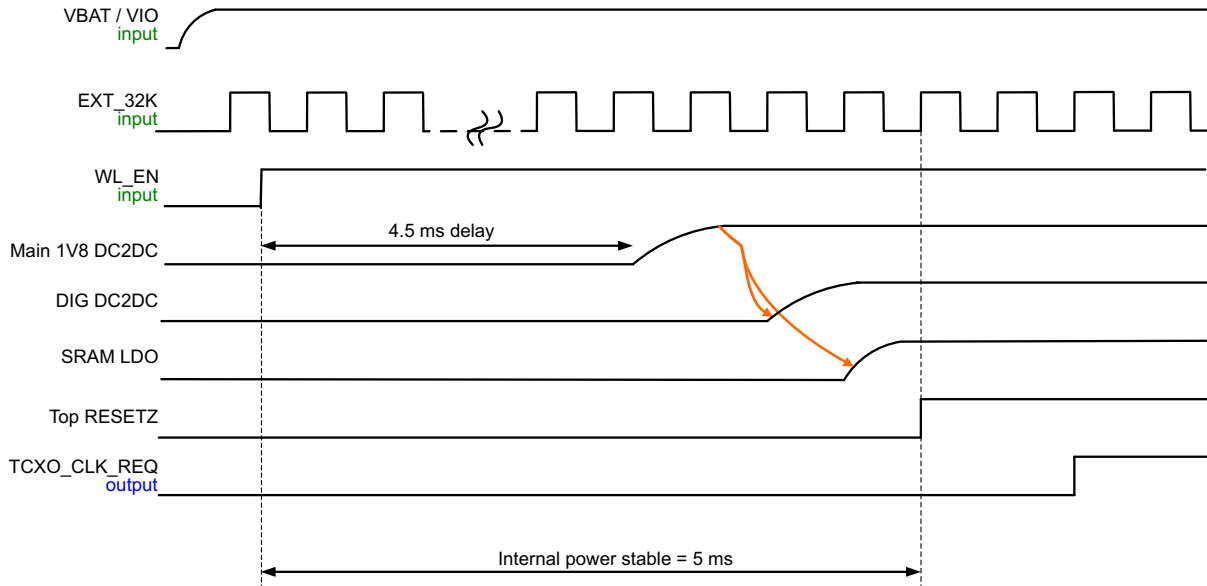 VBAT / VIO
input
EXT_32K
input
WL_EN
input
4.5 ms delay
Main 1V8 DC2DC
DIG DC2DC
SRAM LDO
Top RESETZ
TCXO_CLK_REQ
output
Internal power stable = 5 ms